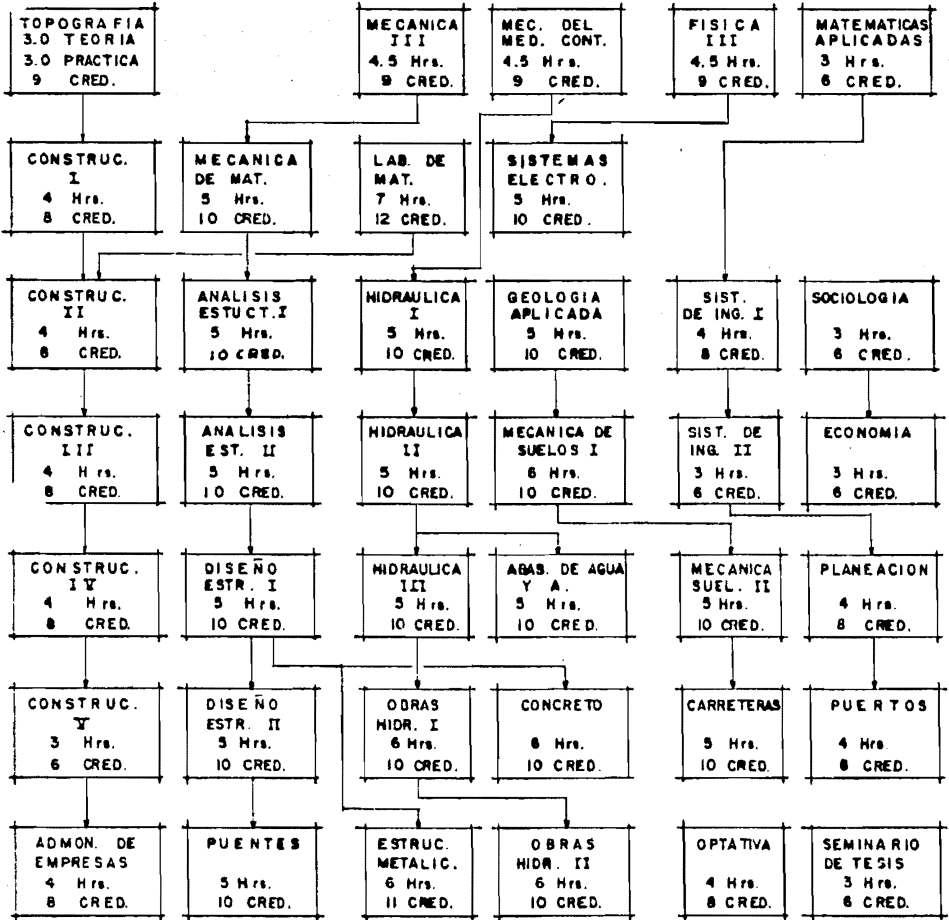 TOPOGRAFIA
3.0 TEORIA
3.0 PRACTICA
9 CRED.
MECANICA
III
4.5 Hrs.
9 CRED.
MEC. DEL
MED. CONT.
4.5 Hrs.
9 CRED.
FISICA
III
4.5 Hrs.
9 CRED.
MATEMATICAS
APLICADAS
3 Hrs.
6 CRED.
CONSTRUC.
I
4 Hrs.
8 CRED.
MECANICA
DE MAT.
5 Hrs.
10 CRED.
LAB. DE
MAT.
7 Hrs.
12 CRED.
SISTEMAS
ELECTRO.
5 Hrs.
10 CRED.
CONSTRUC.
II
4 Hrs.
6 CRED.
ANALISIS
ESTUCT. I
5 Hrs.
10 CRED.
HIDRAULICA
I
5 Hrs.
10 CRED.
GEOLOGIA
APLICADA
5 Hrs.
10 CRED.
SIST.
DE ING. I
4 Hrs.
8 CRED.
SOCIOLOGIA
3 Hrs.
6 CRED.
CONSTRUC.
III
4 Hrs.
8 CRED.
ANALISIS
EST. II
5 Hrs.
10 CRED.
HIDRAULICA
II
5 Hrs.
10 CRED.
MECANICA DE
SUELOS I
6 Hrs.
10 CRED.
SIST. DE
ING. II
3 Hrs.
6 CRED.
ECONOMIA
3 Hrs.
6 CRED.
CONSTRUC.
IV
4 Hrs.
8 CRED.
DISEÑO
ESTR. I
5 Hrs.
10 CRED.
HIDRAULICA
III
5 Hrs.
10 CRED.
ABAS. DE AGUA
Y A.
5 Hrs.
10 CRED.
MECANICA
SUEL. II
5 Hrs.
10 CRED.
PLANEACION
4 Hrs.
8 CRED.
CONSTRUC.
V
3 Hrs.
6 CRED.
DISEÑO
ESTR. II
5 Hrs.
10 CRED.
OBRAS
HIDR. I
6 Hrs.
10 CRED.
CONCRETO
6 Hrs.
10 CRED.
CARRETERAS
5 Hrs.
10 CRED.
PUERTOS
4 Hrs.
6 CRED.
ADMON. DE
EMPRESAS
4 Hrs.
8 CRED.
PUENTES
5 Hrs.
10 CRED.
ESTRUC.
METALIC.
6 Hrs.
11 CRED.
OBRAS
HIDR. II
6 Hrs.
10 CRED.
OPTATIVA
4 Hrs.
8 CRED.
SEMINARIO
DE TESIS
3 Hrs.
6 CRED.